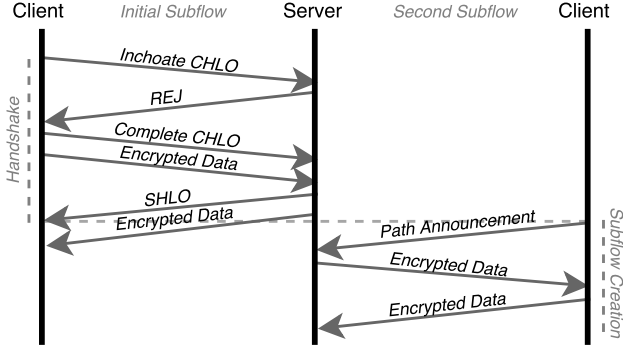 Client
Initial Subflow
Server
Second Subflow
Client
Handshake
Inchoate CHLO
REJ
Complete CHLO
Encrypted Data
SHLO
Encrypted Data
Path Announcement
Encrypted Data
Encrypted Data
Subflow Creation